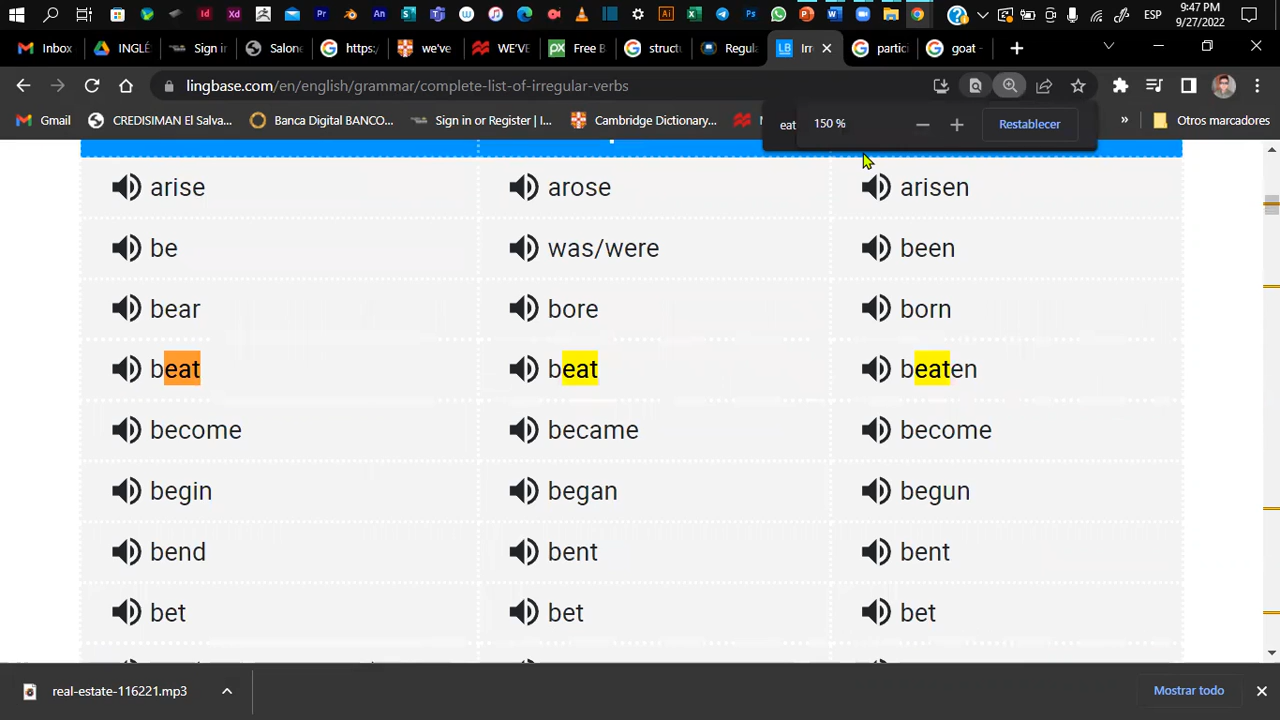 ESP 9:47 PM
9/27/2022
Inbox INGLÉ Sign in Salone https:/ we've WE'VE Free B struct Regula Irre partici goat -
lingbase.com/en/english/grammar/complete-list-of-irregular-verbs
Gmail CREDISIMAN El Salva... Banca Digital BANCO... Sign in or Register | I... Cambridge Dictionary... » Otros marcadores
eat 150 % Restablecer
arise arose arisen
be was/were been
bear bore born
beat beat beaten
become became become
begin began begun
bend bent bent
bet bet bet
real-estate-116221.mp3 Mostrar todo